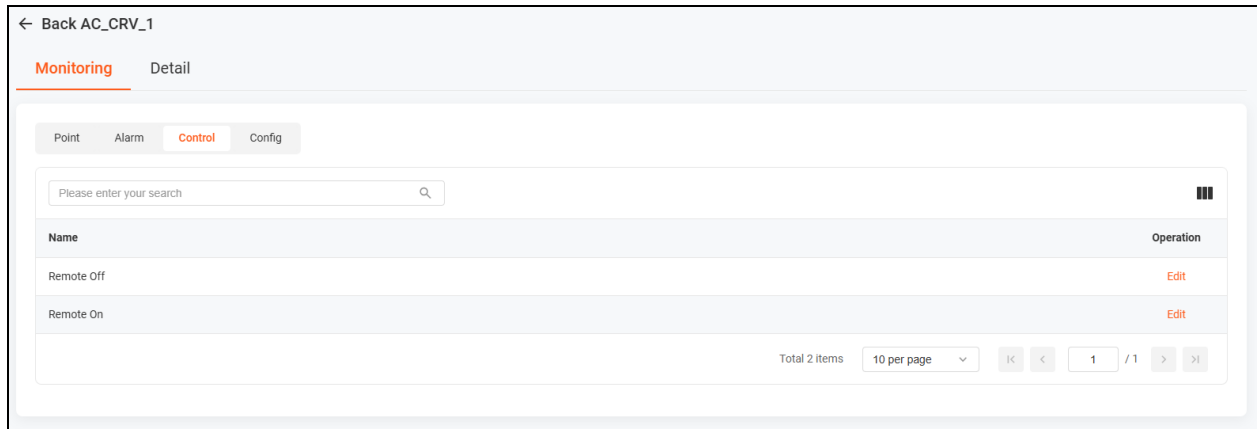 ← Back AC_CRV_1
Monitoring Detail
Point Alarm Control Config
Please enter your search
Name Operation
Remote Off Edit
Remote On Edit
Total 2 items 10 per page 1 / 1